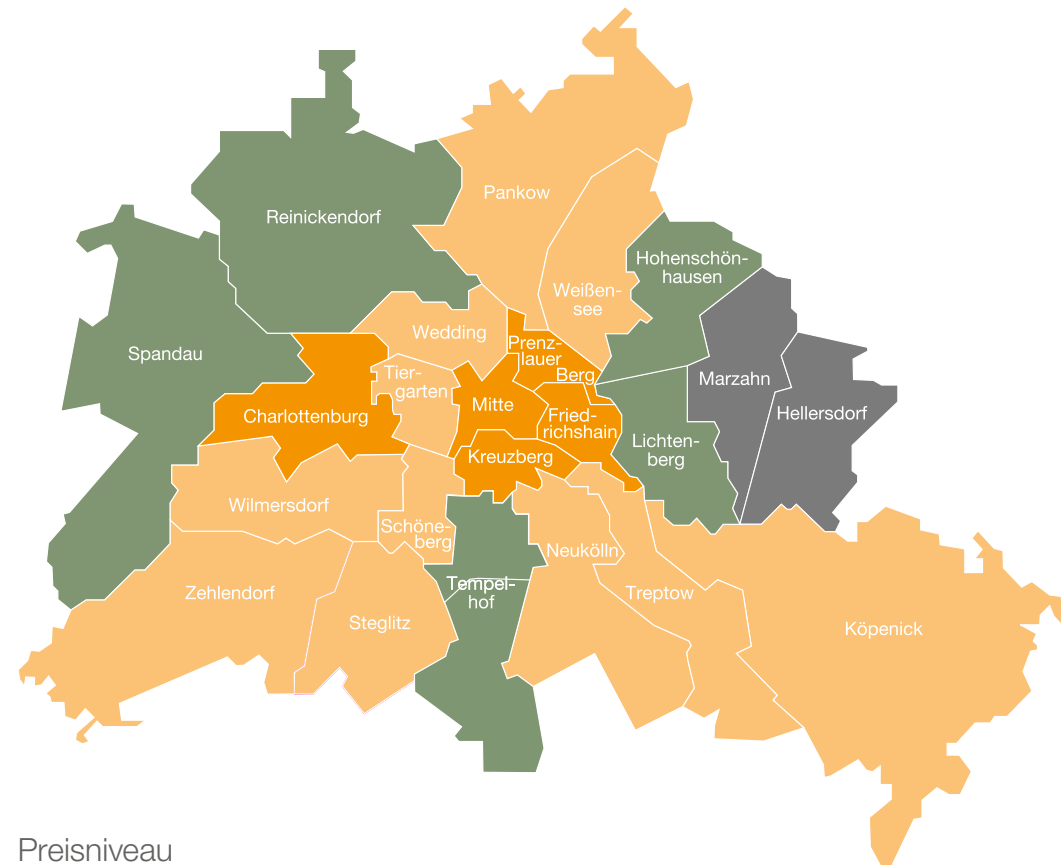 Pankow
Reinickendorf
Hohenschön-
hausen
Weißen-
see
Wedding
Spandau
Prenz-
lauer
Berg
Tier-
garten
Marzahn
Mitte
Charlottenburg
Fried-
richshain
Hellersdorf
Lichten-
berg
Kreuzberg
Wilmersdorf
Schöne-
berg
Neukölln
Tempel-
hof
Zehlendorf
Treptow
Steglitz
Köpenick
Preisniveau